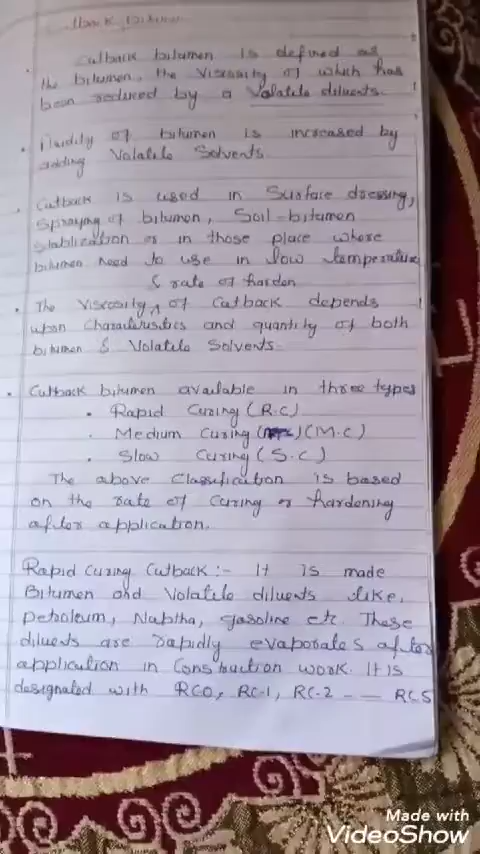 Cutback bitumen
Cutback bitumen is defined as
the bitumen, the viscosity of which has
been reduced by a Volatile diluents.
Fluidity of bitumen is increased by
adding Volatile Solvents.
Cutback is used in Surface dressing,
Spraying of bitumen, Soil-bitumen
stablization or in those place where
bitumen need to use in low temperature
& rate of harden
The Viscosity of Cutback depends
upon Characteristics and quantity of both
bitumen & Volatile Solvents.
Cutback bitumen available in three types
Rapid Curing (R.C)
Medium Curing (M.C)
Slow Curing (S.C)
The above Classification is based
on the rate of Curing or hardening
after application.
Rapid Curing Cutback:- It is made
Bitumen and Volatile diluents like,
petroleum, Naptha, gasoline etc. These
diluents are rapidly evaporates after
application in Construction work. It is
designated with RC0, RC-1, RC-2 -- RC5
Made with
VideoShow